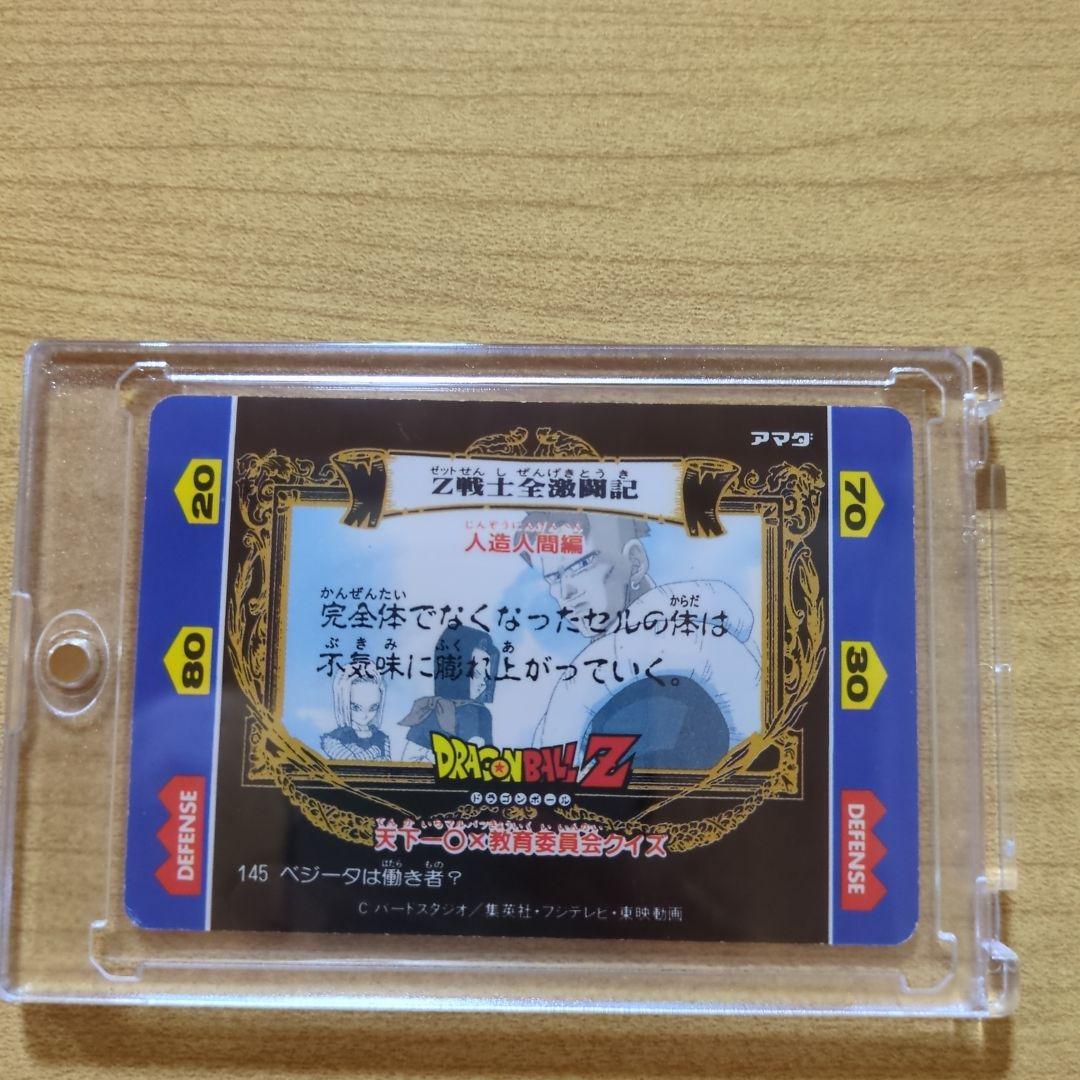 アマダ
ゼットせんしぜんげきとうき
Z戦士全激闘記
じんぞうにんげんへん
人造人間編
かんぜんたい からだ
完全体でなくなったセルの体は
ぶきみ ふく あ
不気味に膨れ上がっていく。
DRAGON BALL Z
ドラゴンボール
天下一〇×教育委員会クイズ
はたら もの
145 ベジータは働き者?
C バードスタジオ/集英社・フジテレビ・東映動画
20
80
DEFENSE
70
30
DEFENSE